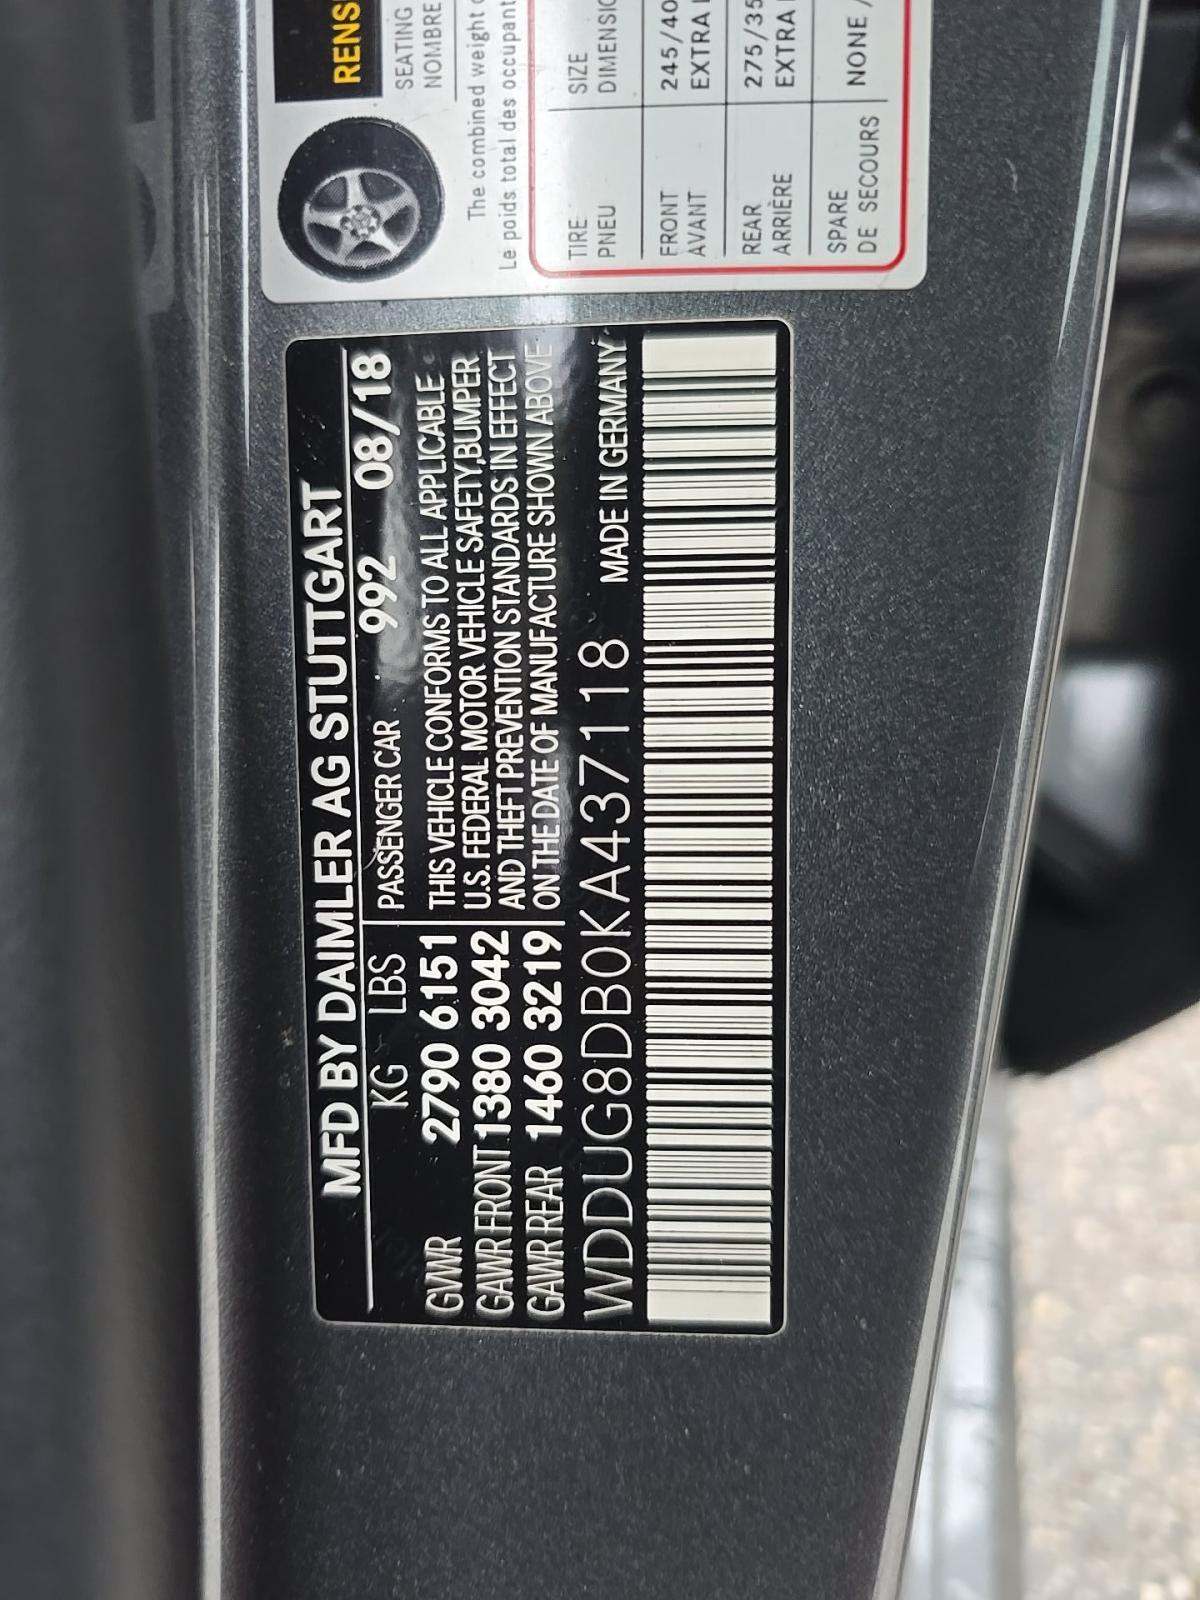 MFD BY DAIMLER AG STUTTGART
KG LBS PASSENGER CAR 992 08/18
GVWR 2790 6151 THIS VEHICLE CONFORMS TO ALL APPLICABLE
GAWR FRONT 1380 3042 U.S. FEDERAL MOTOR VEHICLE SAFETY,BUMPER
AND THEFT PREVENTION STANDARDS IN EFFECT
GAWR REAR 1460 3219 ON THE DATE OF MANUFACTURE SHOWN ABOVE
WDDUG8DB0KA437118 MADE IN GERMANY
RENS
SEATING
NOMBRE
The combined weight
Le poids total des occupant
TIRE SIZE
PNEU DIMENSIO
FRONT 245/40
AVANT EXTRA
REAR 275/35
ARRIÈRE EXTRA
SPARE NONE /
DE SECOURS